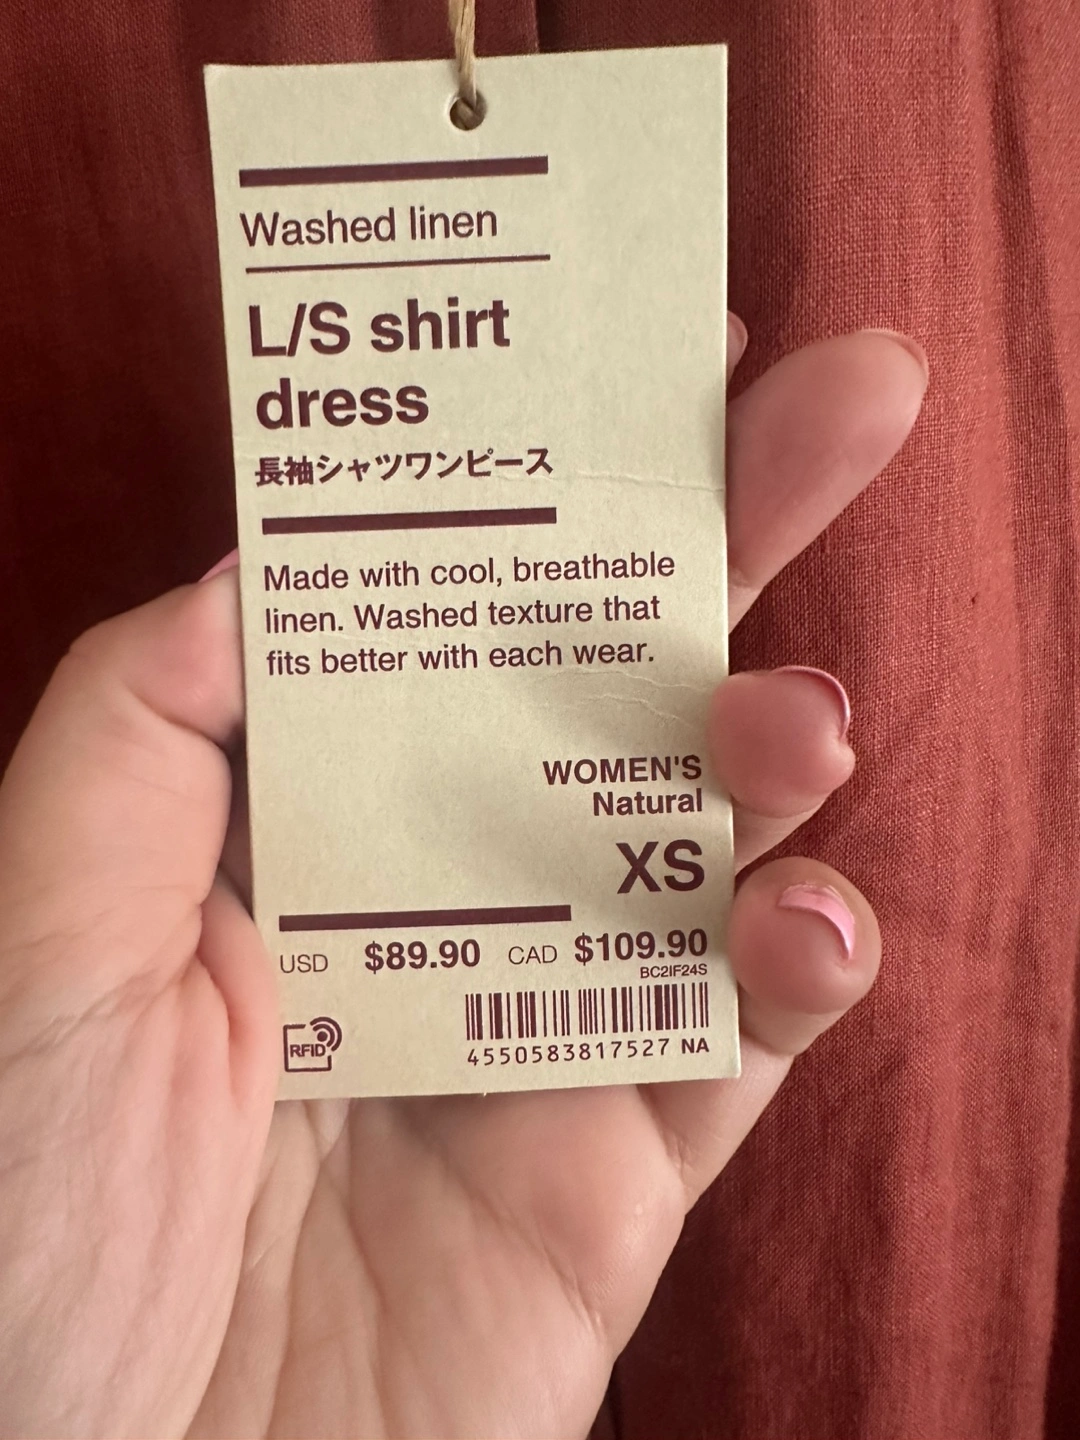 Washed linen
L/S shirt
dress
長袖シャツワンピース
Made with cool, breathable
linen. Washed texture that
fits better with each wear.
WOMEN'S
Natural
XS
USD $89.90 CAD $109.90
BC2IF24S
RFID
4550583817527 NA